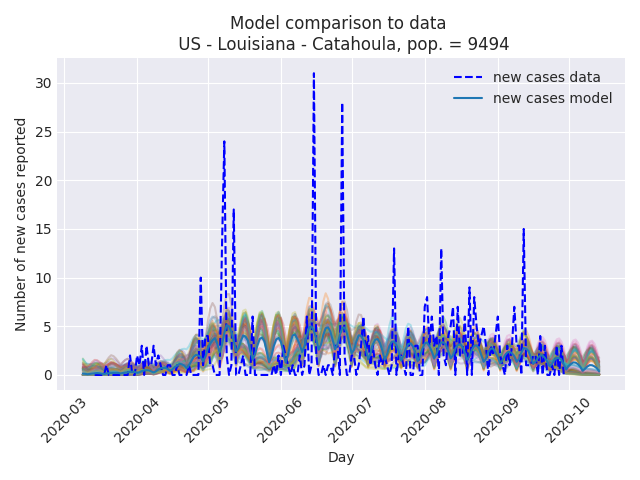 Model comparison to data
US - Louisiana - Catahoula, pop. = 9494
new cases data
new cases model
Number of new cases reported
30
25
20
15
10
5
0
2020-03
2020-04
2020-05
2020-06
2020-07
2020-08
2020-09
2020-10
Day